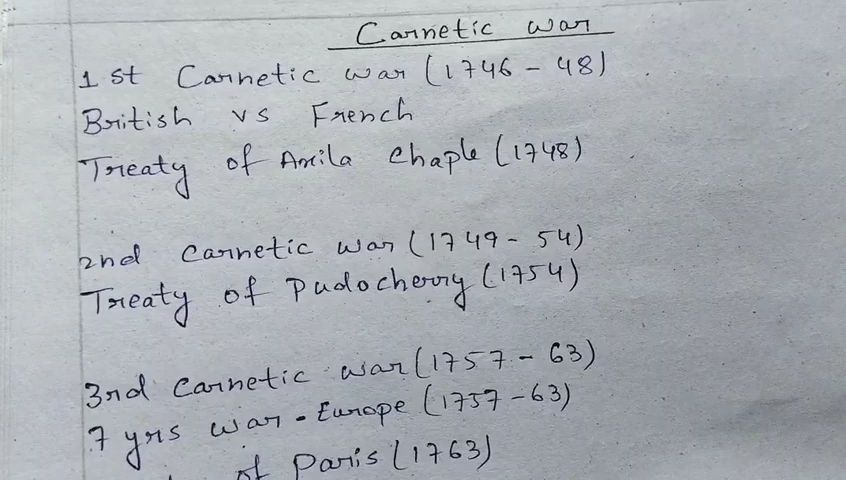 Carnetic war
1st Carnetic war (1746 - 48)
British vs French
Treaty of Axila Chaple (1748)
2nd Carnetic war (1749 - 54)
Treaty of Pudocherry (1754)
3rd Carnetic war (1757 - 63)
7 yrs war - Europe (1757 - 63)
of Paris (1763)